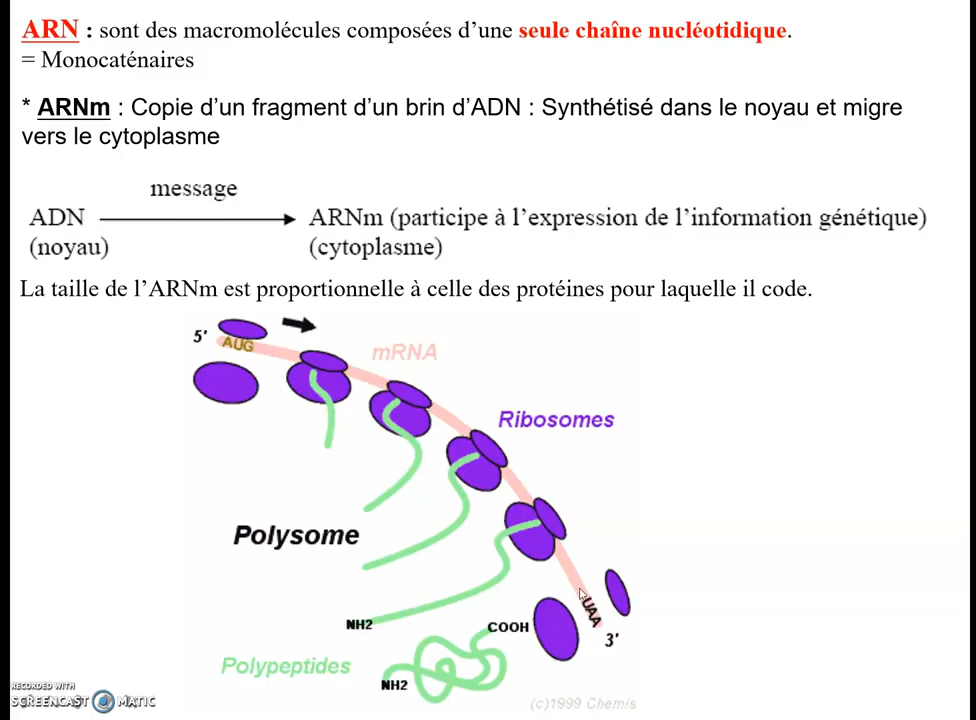 ARN : sont des macromolécules composées d’une seule chaîne nucléotidique.
= Monocaténaires
* ARNm : Copie d’un fragment d’un brin d’ADN : Synthétisé dans le noyau et migre
vers le cytoplasme
message
ADN ARNm (participe à l’expression de l’information génétique)
(noyau) (cytoplasme)
La taille de l’ARNm est proportionnelle à celle des protéines pour laquelle il code.
5'
AUG
mRNA
Ribosomes
Polysome
UAA
3'
NH2
COOH
Polypeptides
NH2
RECORDED WITH
SCREENCAST MATIC
(c)1999 Chemis